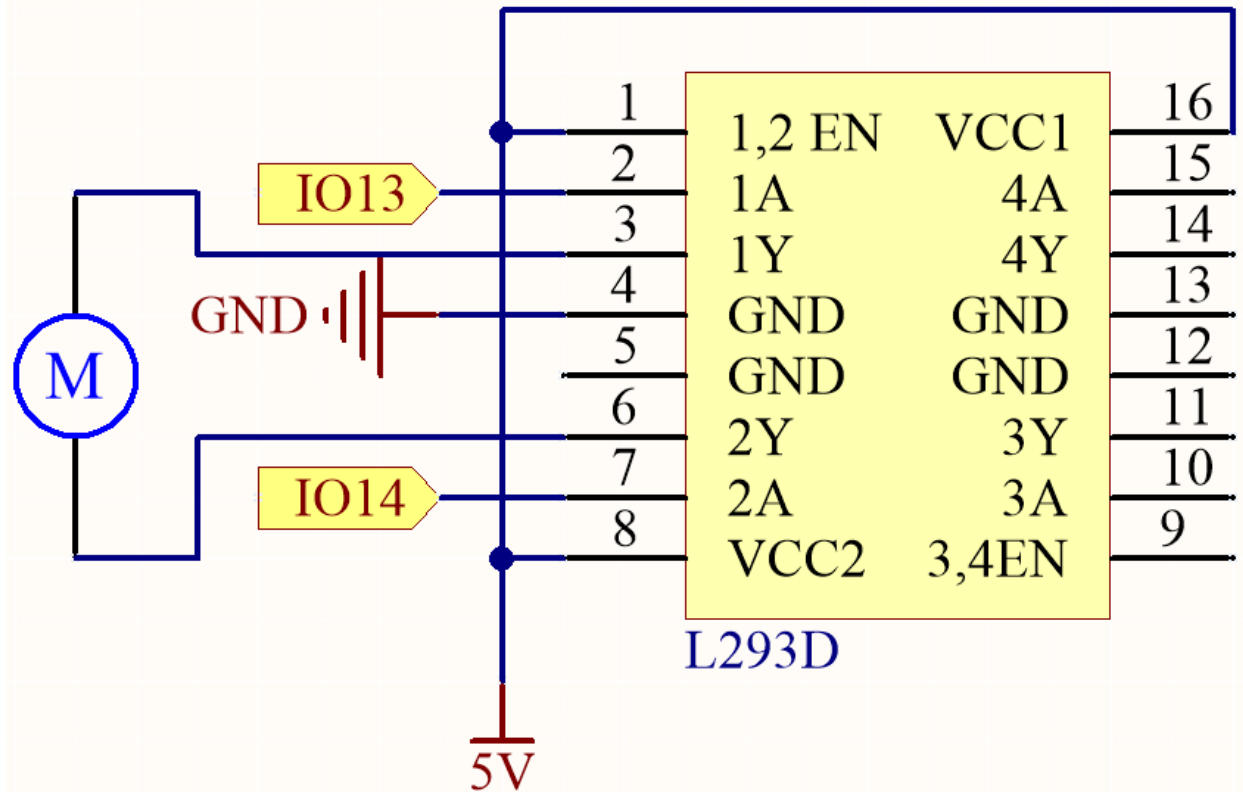 1 16
1,2 EN VCC1
2 15
IO13 1A 4A
3 14
1Y 4Y
4 13
GND GND GND
5 12
GND GND
M
6 11
2Y 3Y
7 10
IO14 2A 3A
8 9
VCC2 3,4EN
L293D
5V